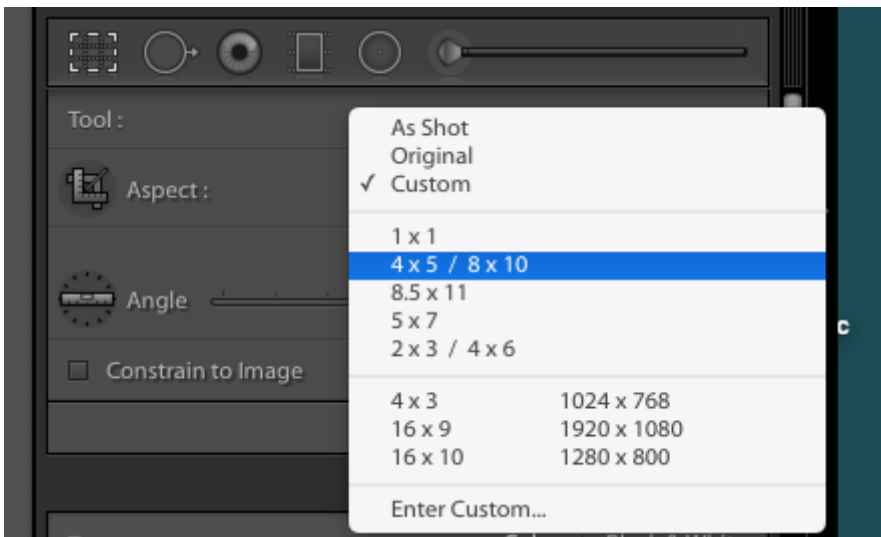 Tool :
As Shot
Original
✓ Custom
Aspect :
1 x 1
4 x 5 / 8 x 10
8.5 x 11
Angle
5 x 7
c
2 x 3 / 4 x 6
Constrain to Image
4 x 3 1024 x 768
16 x 9 1920 x 1080
16 x 10 1280 x 800
Enter Custom...